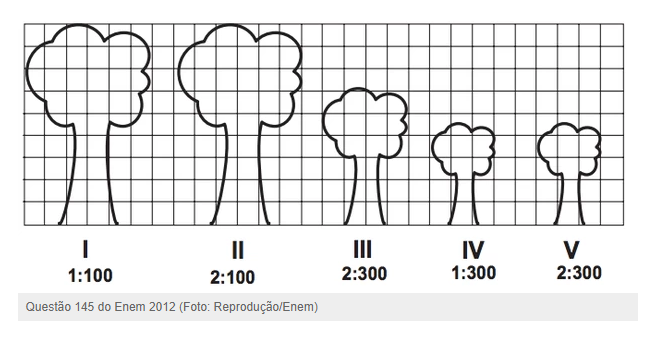 I II III IV V
1:100 2:100 2:300 1:300 2:300
Questão 145 do Enem 2012 (Foto: Reprodução/Enem)